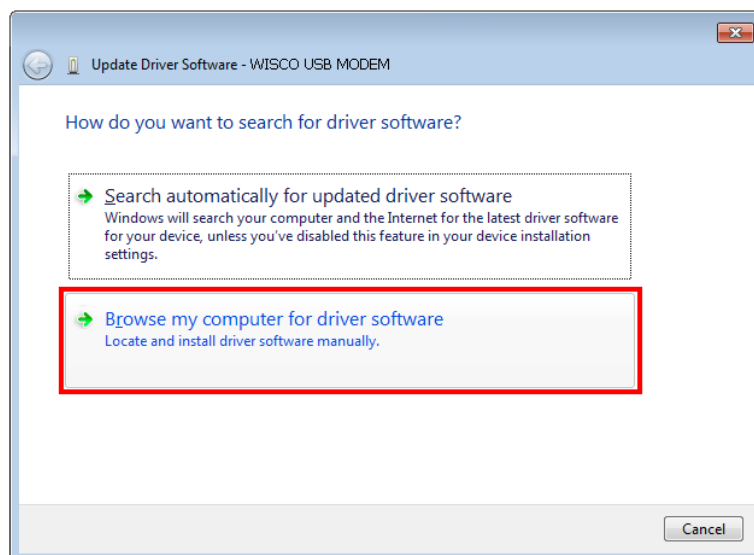 Update Driver Software - WISCO USB MODEM
How do you want to search for driver software?
Search automatically for updated driver software
Windows will search your computer and the Internet for the latest driver software
for your device, unless you've disabled this feature in your device installation
settings.
Browse my computer for driver software
Locate and install driver software manually.
Cancel